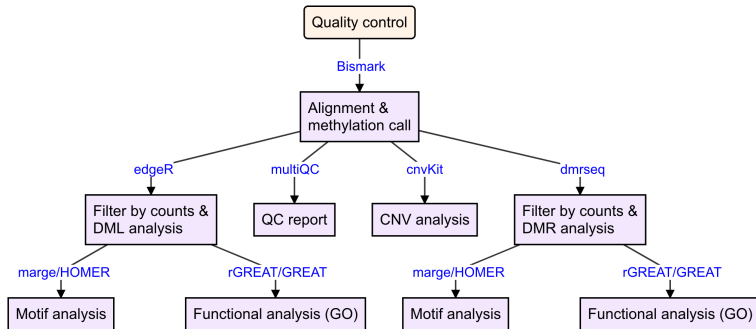 Quality control
Bismark
Alignment &
methylation call
edgeR
multiQC
cnvKit
dmrseq
Filter by counts &
DML analysis
QC report
CNV analysis
Filter by counts &
DMR analysis
marge/HOMER
rGREAT/GREAT
marge/HOMER
rGREAT/GREAT
Motif analysis
Functional analysis (GO)
Motif analysis
Functional analysis (GO)